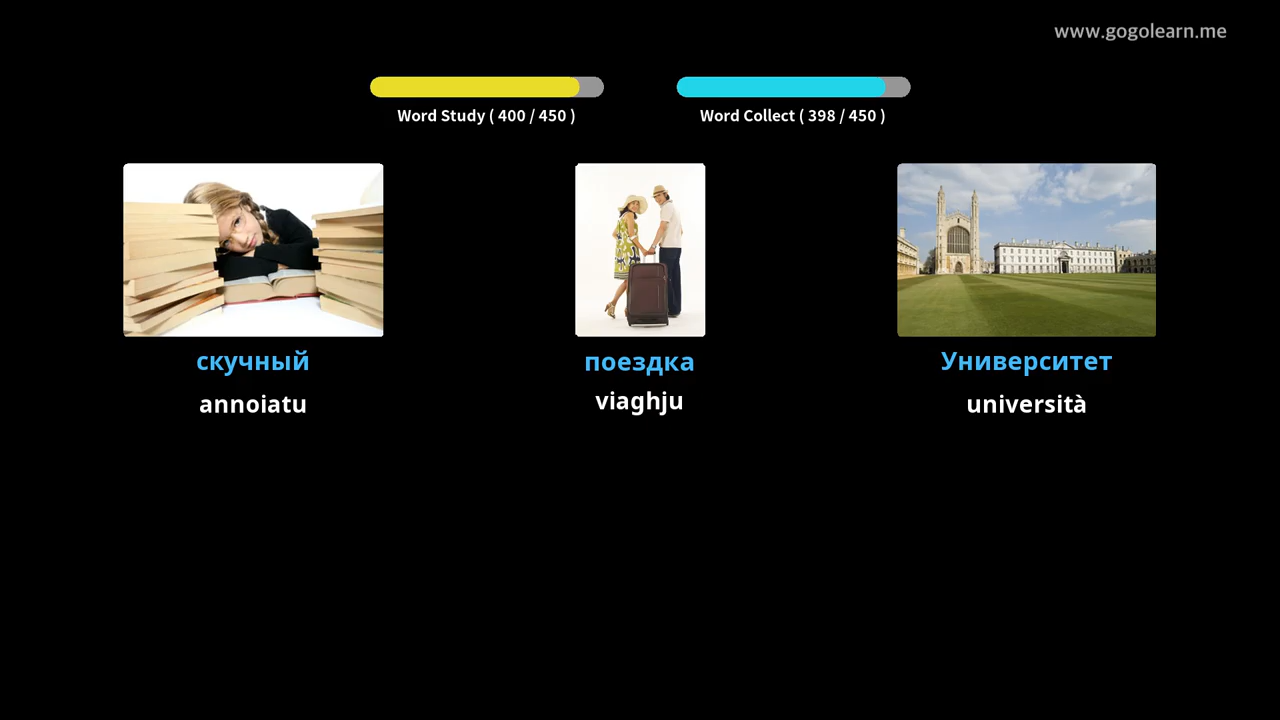 www.gogolearn.me
Word Study ( 400 / 450 )
Word Collect ( 398 / 450 )
скучный
annoiatu
поездка
viaghju
Университет
università